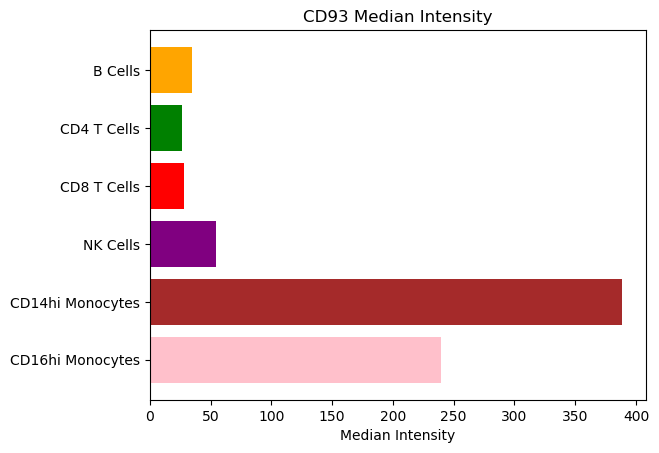 CD93 Median Intensity
B Cells
CD4 T Cells
CD8 T Cells
NK Cells
CD14hi Monocytes
CD16hi Monocytes
0 50 100 150 200 250 300 350 400
Median Intensity